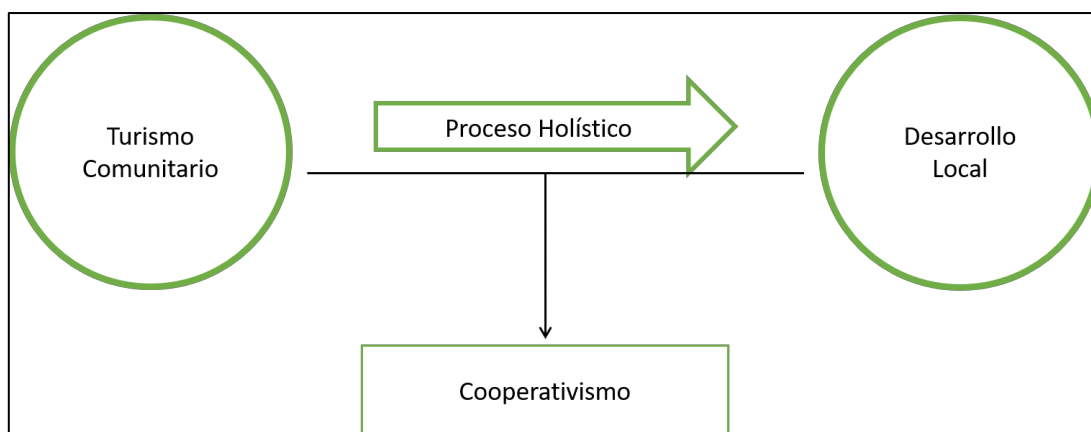 Turismo
Comunitario
Proceso Holístico
Desarrollo
Local
Cooperativismo